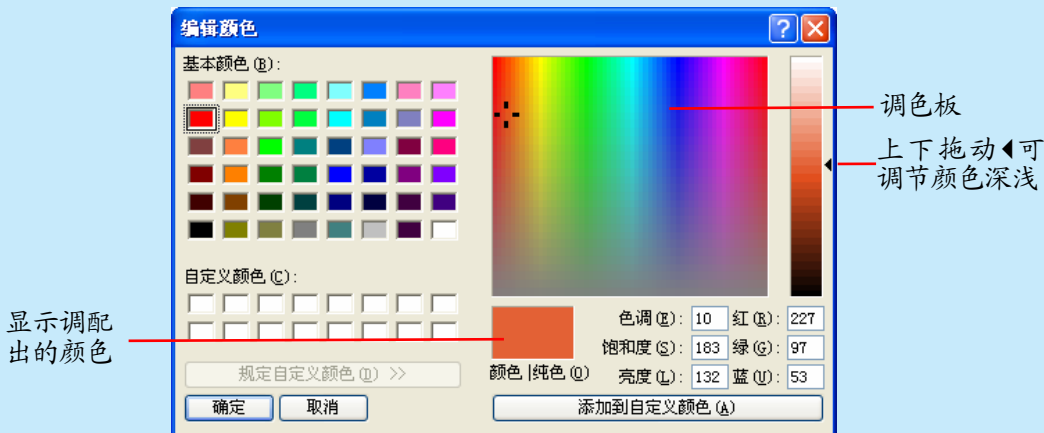 编辑颜色
基本颜色(B):
自定义颜色(C):
规定自定义颜色(D) >>
确定
取消
颜色|纯色(O)
色调(E): 10 红(R): 227
饱和度(S): 183 绿(G): 97
亮度(L): 132 蓝(U): 53
添加到自定义颜色(A)
调色板
上下拖动◀可
调节颜色深浅
显示调配
出的颜色